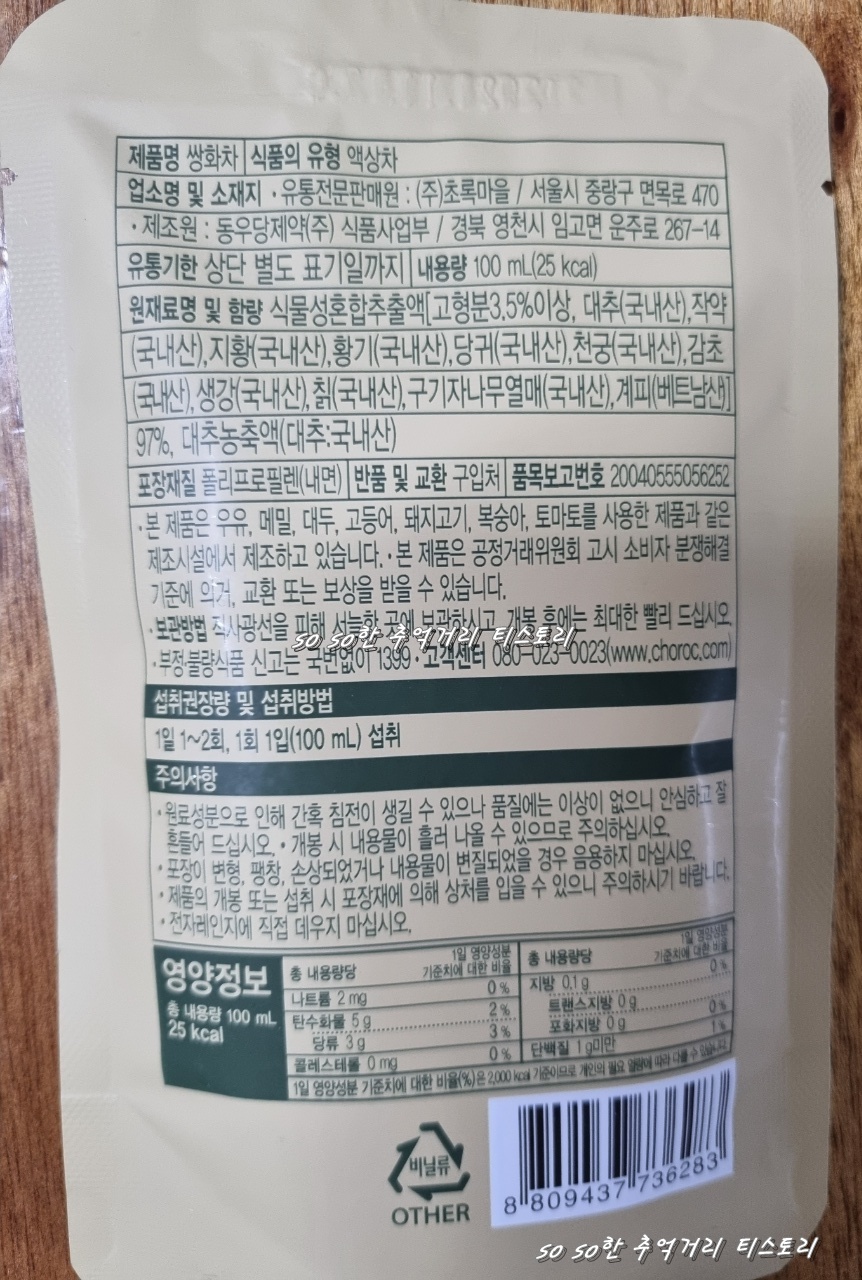 제품명 쌍화차 식품의 유형 액상차
업소명 및 소재지 ·유통전문판매원 : (주)초록마을 / 서울시 중랑구 면목로 470
·제조원 : 동우당제약(주) 식품사업부 / 경북 영천시 임고면 운주로 267-14
유통기한 상단 별도 표기일까지 내용량 100 mL(25 kcal)
원재료명 및 함량 식물성혼합추출액[고형분3.5%이상, 대추(국내산),작약
(국내산),지황(국내산),황기(국내산),당귀(국내산),천궁(국내산),감초
(국내산),생강(국내산),칡(국내산),구기자나무열매(국내산),계피(베트남산)]
97%, 대추농축액(대추:국내산)
포장재질 폴리프로필렌(내면) 반품 및 교환 구입처 품목보고번호 20040555056252
·본 제품은 우유, 메밀, 대두, 고등어, 돼지고기, 복숭아, 토마토를 사용한 제품과 같은
제조시설에서 제조하고 있습니다. ·본 제품은 공정거래위원회 고시 소비자 분쟁해결
기준에 의거, 교환 또는 보상을 받을 수 있습니다.
·보관방법 직사광선을 피해 서늘한 곳에 보관하시고, 개봉 후에는 최대한 빨리 드십시오.
so so한 추억거리 티스토리
·부정·불량식품 신고는 국번없이 1399 ·고객센터 080-023-0023(www.choroc.com)
섭취권장량 및 섭취방법
1일 1~2회, 1회 1입(100 mL) 섭취
주의사항
·원료성분으로 인해 간혹 침전이 생길 수 있으나 품질에는 이상이 없으니 안심하고 잘
흔들어 드십시오. ·개봉 시 내용물이 흘러 나올 수 있으므로 주의하십시오.
·포장이 변형, 팽창, 손상되었거나 내용물이 변질되었을 경우 음용하지 마십시오.
·제품의 개봉 또는 섭취 시 포장재에 의해 상처를 입을 수 있으니 주의하시기 바랍니다.
·전자레인지에 직접 데우지 마십시오.
영양정보
총 내용량 100 mL
25 kcal
총 내용량당 1일 영양성분 기준치에 대한 비율
나트륨 2 mg 0%
탄수화물 5 g 2%
당류 3 g 3%
콜레스테롤 0 mg 0%
총 내용량당 1일 영양성분 기준치에 대한 비율
지방 0.1 g 0%
트랜스지방 0 g
포화지방 0 g 0%
단백질 1 g미만 1%
1일 영양성분 기준치에 대한 비율(%)은 2,000 kcal 기준이므로 개인의 필요 열량에 따라 다를 수 있습니다.
비닐류
OTHER
8 809437 736283
so so한 추억거리 티스토리